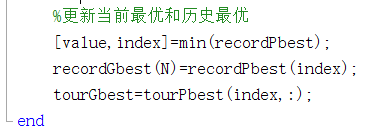 %更新当前最优和历史最优
[value,index]=min(recordPbest);
recordGbest(N)=recordPbest(index);
tourGbest=tourPbest(index,:);
end